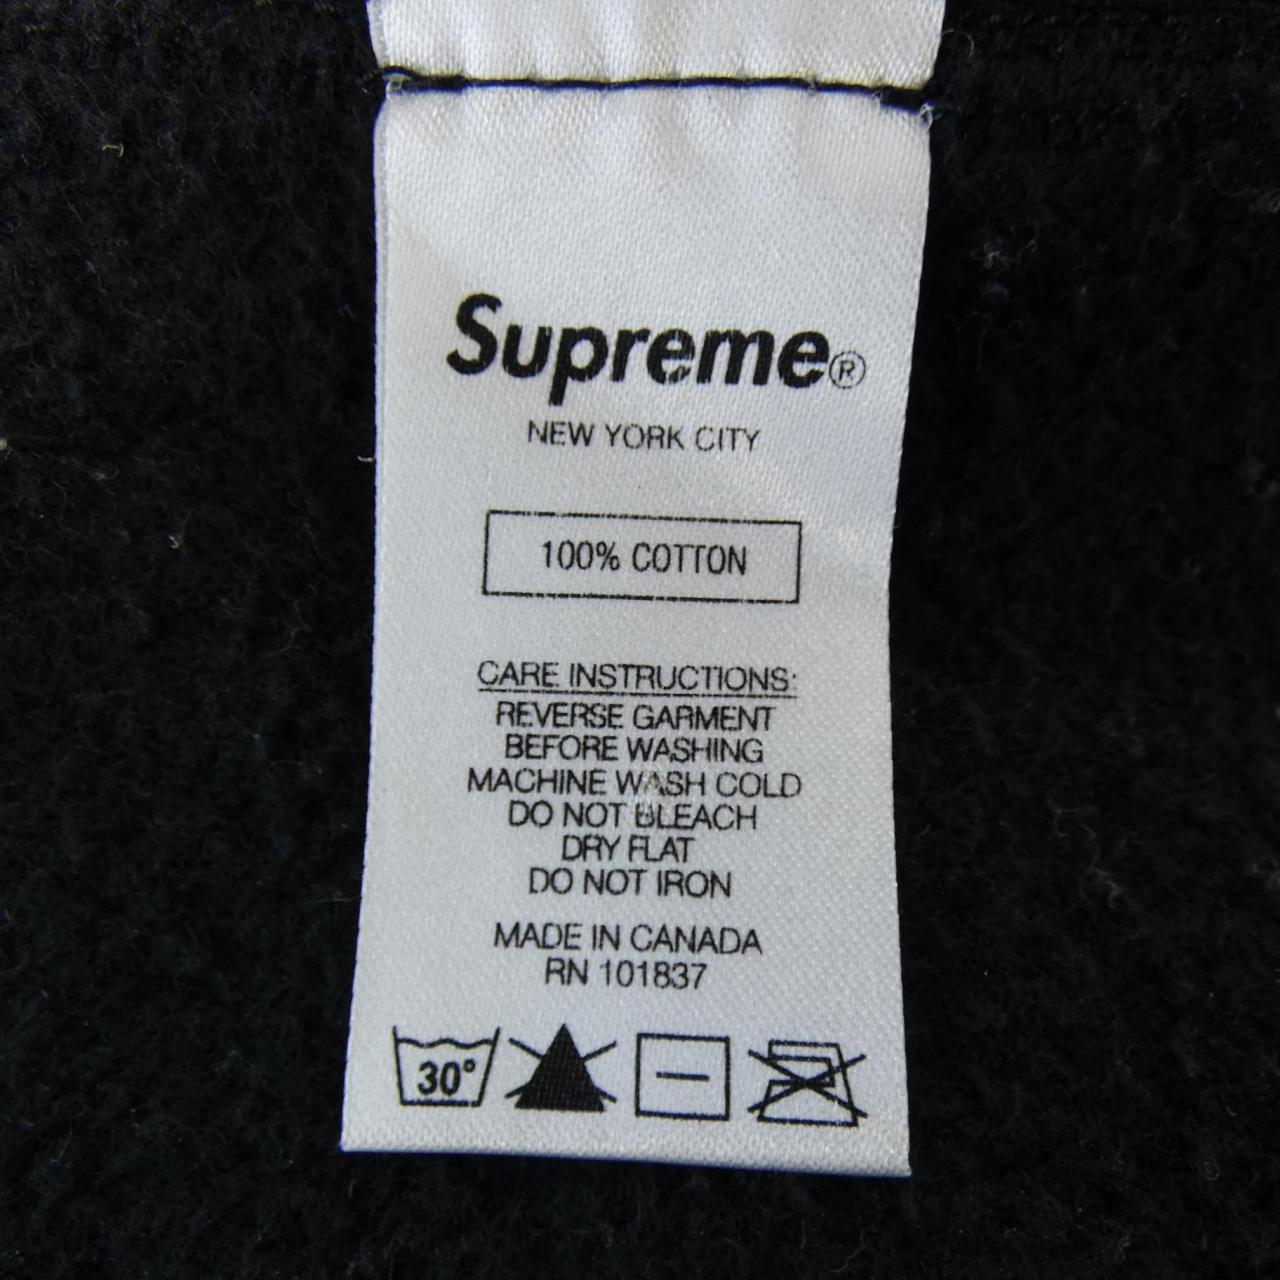 Supreme®
NEW YORK CITY
100% COTTON
CARE INSTRUCTIONS:
REVERSE GARMENT
BEFORE WASHING
MACHINE WASH COLD
DO NOT BLEACH
DRY FLAT
DO NOT IRON
MADE IN CANADA
RN 101837
30°